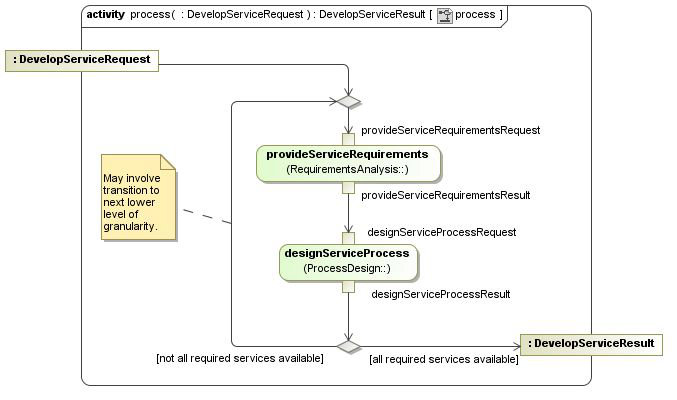 activity process( : DevelopServiceRequest ) : DevelopServiceResult [ process ]
: DevelopServiceRequest
provideServiceRequirementsRequest
provideServiceRequirements
(RequirementsAnalysis::)
provideServiceRequirementsResult
May involve
transition to
next lower
level of
granularity.
designServiceProcessRequest
designServiceProcess
(ProcessDesign::)
designServiceProcessResult
: DevelopServiceResult
[not all required services available]
[all required services available]